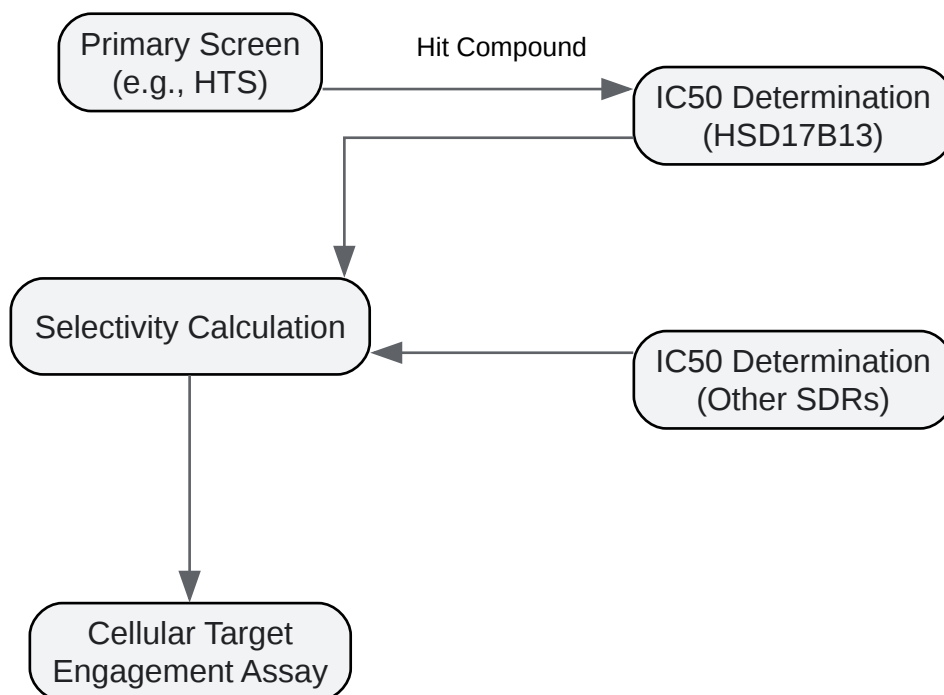 Primary Screen
(e.g., HTS)
Hit Compound
IC50 Determination
(HSD17B13)
Selectivity Calculation
IC50 Determination
(Other SDRs)
Cellular Target
Engagement Assay